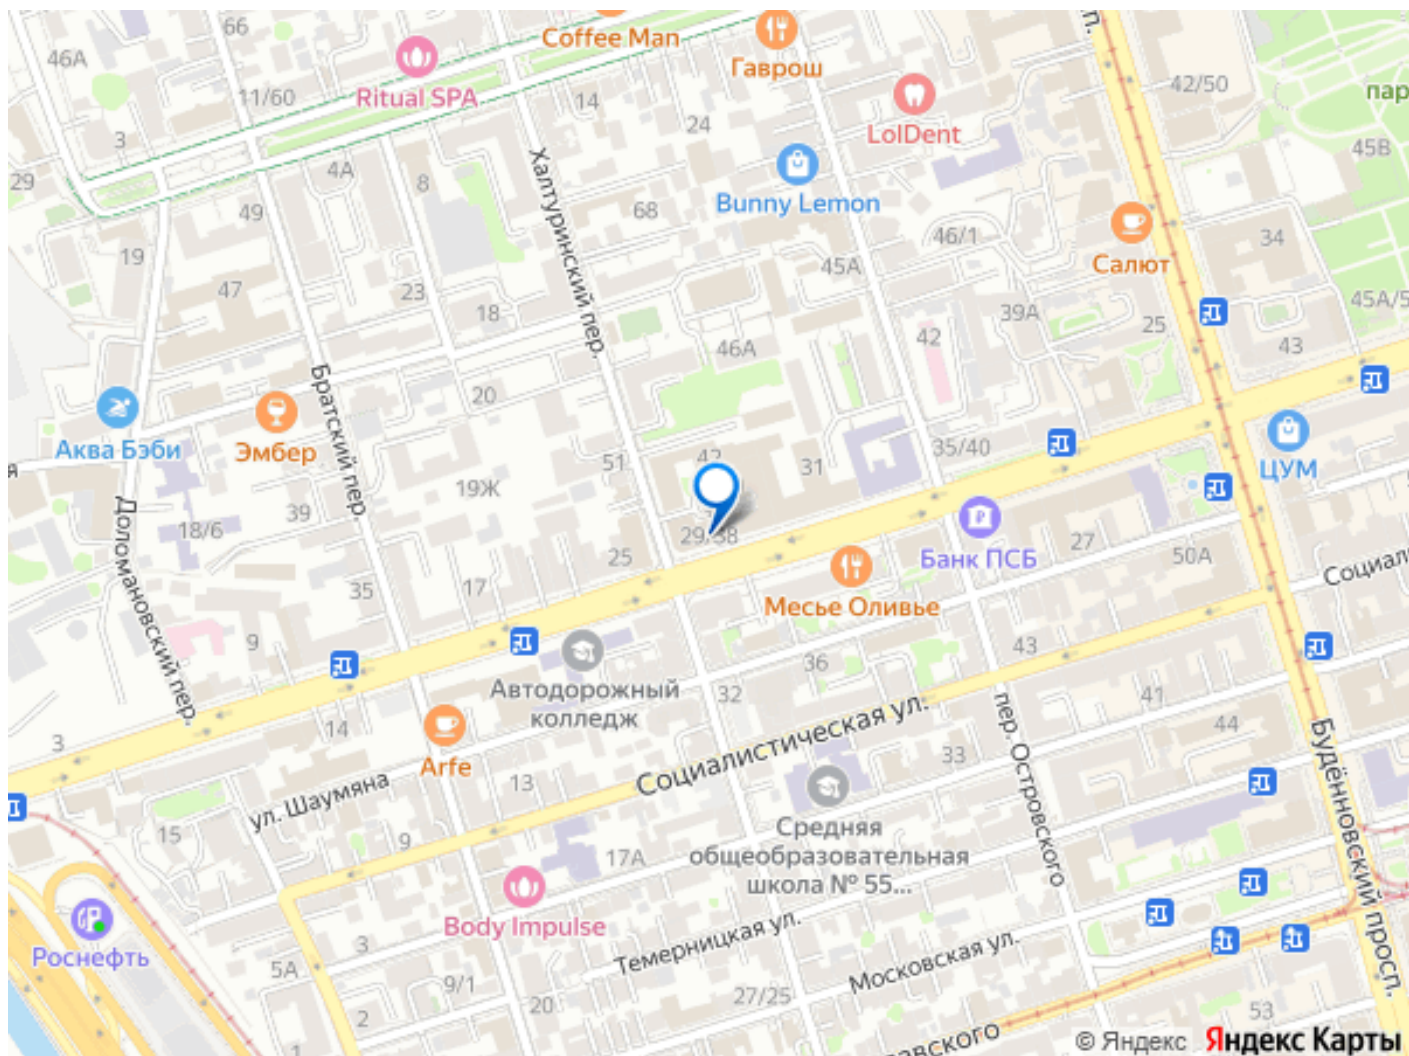 66
46А
Coffee Man
Гаврош
Ritual SPA
11/60
14
24
LolDent
42/50
пар
45В
3
29
4А
8
Халтуринский пер.
68
Bunny Lemon
46/1
Салют
34
49
19
47
23
18
45А
39А
25
45А/5
43
42
46А
20
Братский пер.
Аква Бэби
Эмбер
51
42
31
35/40
ЦУМ
я
19Ж
18/6
39
Доломановский пер.
29/38
25
17
35
9
Банк ПСБ
27
50А
Социал
Месье Оливье
43
36
32
Автодорожный
колледж
41
44
пер. Островского
Будённовский просп.
3
14
Arfe
13
Социалистическая ул.
33
ул. Шаумяна
15
9
17А
Средняя
общеобразовательная
школа № 55...
Body Impulse
Роснефть
Темерницкая ул.
Московская ул.
5А
3
9/1
20
27/25
2
1
53
авского
© Яндекс
Яндекс Карты